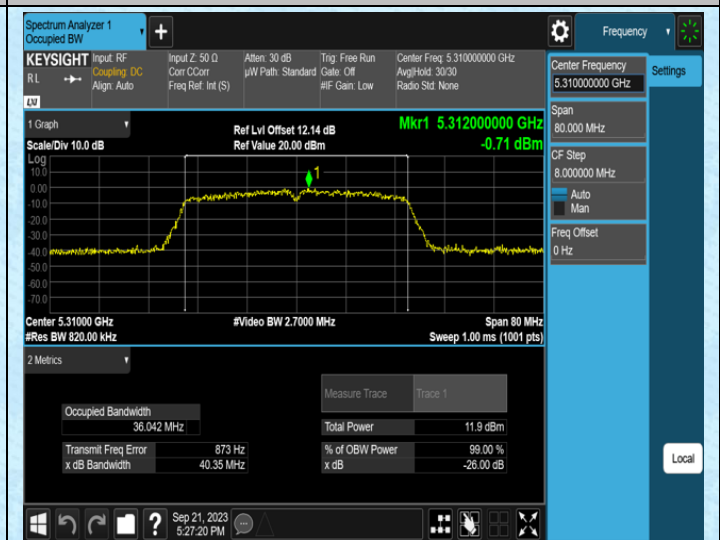 Spectrum Analyzer 1
Occupied BW
+
Frequency
KEYSIGHT
R L
LXI
Input: RF
Coupling: DC
Align: Auto
Input Z: 50 Ω
Corr CCorr
Freq Ref: Int (S)
Atten: 30 dB
µW Path: Standard
Trig: Free Run
Gate: Off
#IF Gain: Low
Center Freq: 5.310000000 GHz
Avg|Hold: 30/30
Radio Std: None
Center Frequency
5.310000000 GHz
Settings
Span
80.000 MHz
CF Step
8.000000 MHz
Auto
Man
Freq Offset
0 Hz
Local
1 Graph
Scale/Div 10.0 dB
Ref Lvl Offset 12.14 dB
Ref Value 20.00 dBm
Mkr1 5.312000000 GHz
-0.71 dBm
Log
10.0
0.00
-10.0
-20.0
-30.0
-40.0
-50.0
-60.0
-70.0
1
Center 5.31000 GHz
#Res BW 820.00 kHz
#Video BW 2.7000 MHz
Span 80 MHz
Sweep 1.00 ms (1001 pts)
2 Metrics
Measure Trace Trace 1
Occupied Bandwidth
36.042 MHz
Total Power 11.9 dBm
Transmit Freq Error 873 Hz
% of OBW Power 99.00 %
x dB Bandwidth 40.35 MHz
x dB -26.00 dB
?
Sep 21, 2023
5:27:20 PM